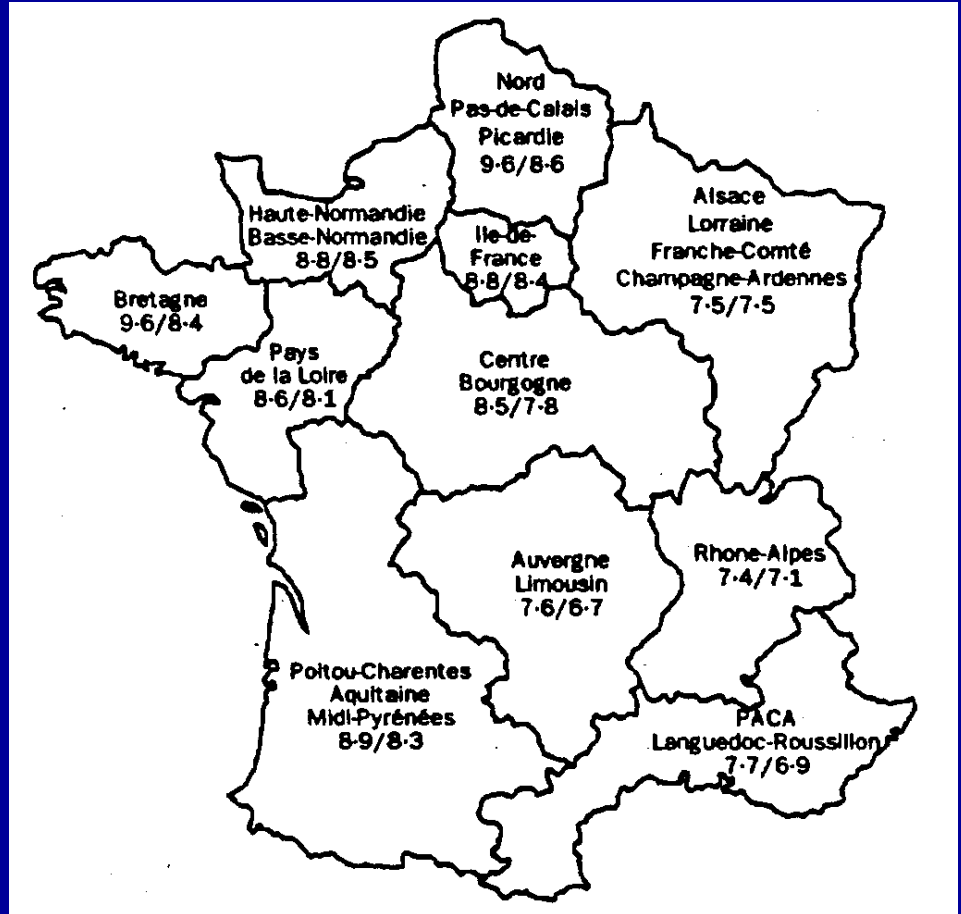 Nord
Pas-de-Calais
Picardie
9·6/8·6
Alsace
Lorraine
Franche-Comté
Champagne-Ardennes
7·5/7·5
Haute-Normandie
Basse-Normandie
8·8/8·5
Ile-de-
France
8·8/8·4
Bretagne
9·6/8·4
Pays
de la Loire
8·6/8·1
Centre
Bourgogne
8·5/7·8
Auvergne
Limousin
7·6/6·7
Rhone-Alpes
7·4/7·1
Poitou-Charentes
Aquitaine
Midi-Pyrénées
8·9/8·3
PACA
Languedoc-Roussillon
7·7/6·9